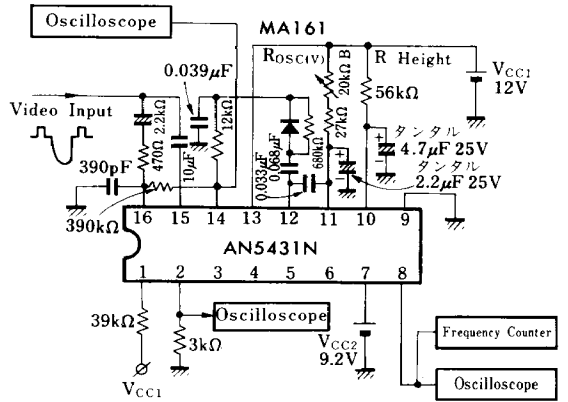 Oscilloscope
MA161
ROSC(V)
20kΩ B
R Height
VCC1
12V
0.039μF
Video Input
2.2kΩ
12kΩ
56kΩ
27kΩ
タンタル
4.7μF 25V
タンタル
2.2μF 25V
390pF
470Ω
10μF
0.068μF
680kΩ
0.033μF
390kΩ
16 15 14 13 12 11 10 9
AN5431N
1 2 3 4 5 6 7 8
39kΩ
Oscilloscope
3kΩ
VCC2
9.2V
Frequency Counter
Oscilloscope
VCC1
+
−
+
−